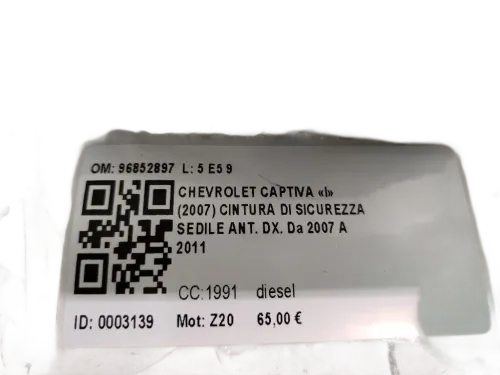 OM: 96852897 L: 5 E5 9
CHEVROLET CAPTIVA «I»
(2007) CINTURA DI SICUREZZA
SEDILE ANT. DX. Da 2007 A
2011
CC:1991 diesel
ID: 0003139 Mot: Z20 65,00 €